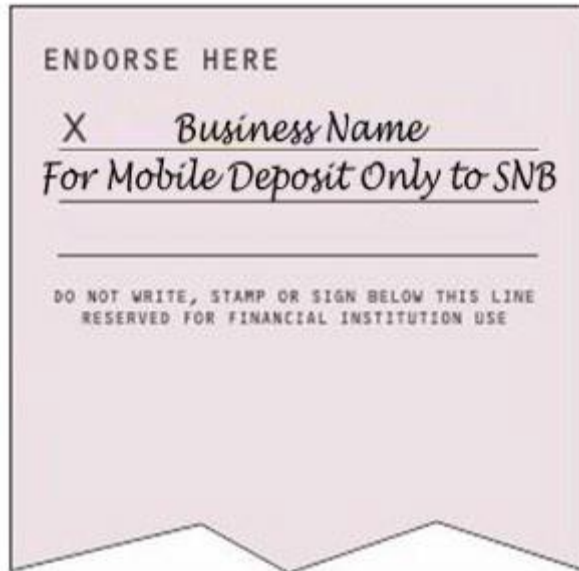 ENDORSE HERE
X Business Name
For Mobile Deposit Only to SNB
DO NOT WRITE, STAMP OR SIGN BELOW THIS LINE
RESERVED FOR FINANCIAL INSTITUTION USE